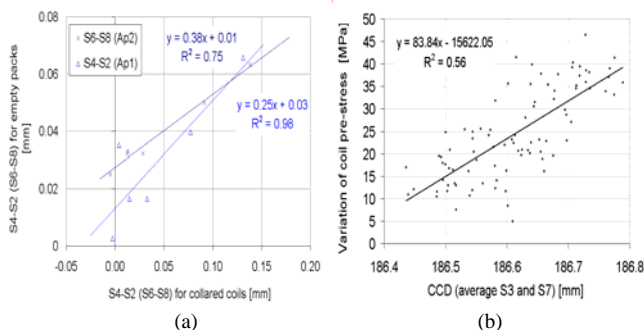 S6-S8 (Ap2)
S4-S2 (Ap1)
y = 0.38x + 0.01
R² = 0.75
y = 0.25x + 0.03
R² = 0.98
S4-S2 (S6-S8) for empty packs
[mm]
0.08
0.06
0.04
0.02
0
-0.05
0.00
0.05
0.10
0.15
0.20
S4-S2 (S6-S8) for collared coils [mm]
(a)
y = 83.84x - 15622.05
R² = 0.56
Variation of coil pre-stress [MPa]
50
45
40
35
30
25
20
15
10
5
0
186.4
186.5
186.6
186.7
186.8
CCD (average S3 and S7) [mm]
(b)